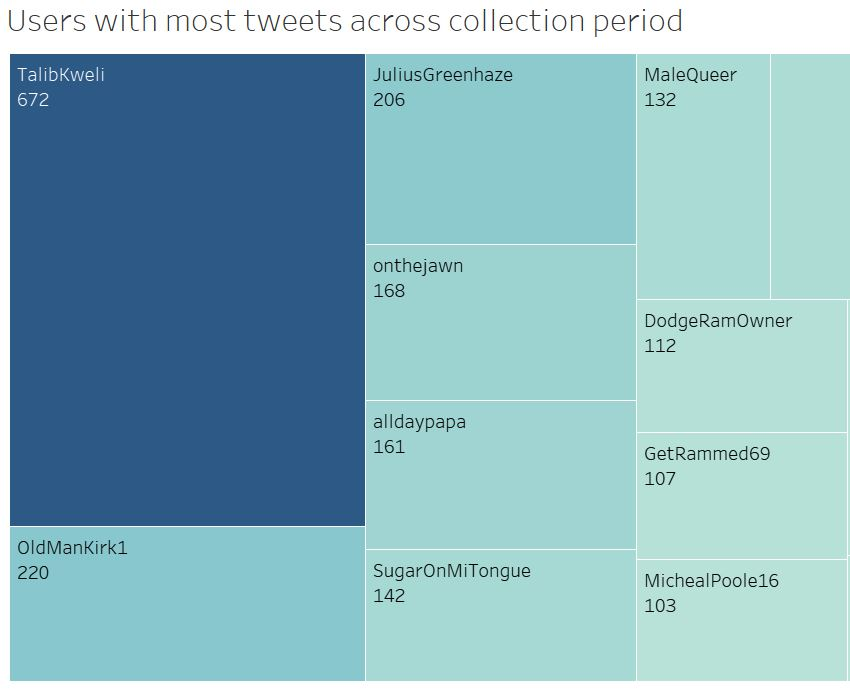 Users with most tweets across collection period
TalibKweli
672
OldManKirk1
220
JuliusGreenhaze
206
onthejawn
168
alldaypapa
161
SugarOnMiTongue
142
MaleQueer
132
DodgeRamOwner
112
GetRammed69
107
MichealPoole16
103